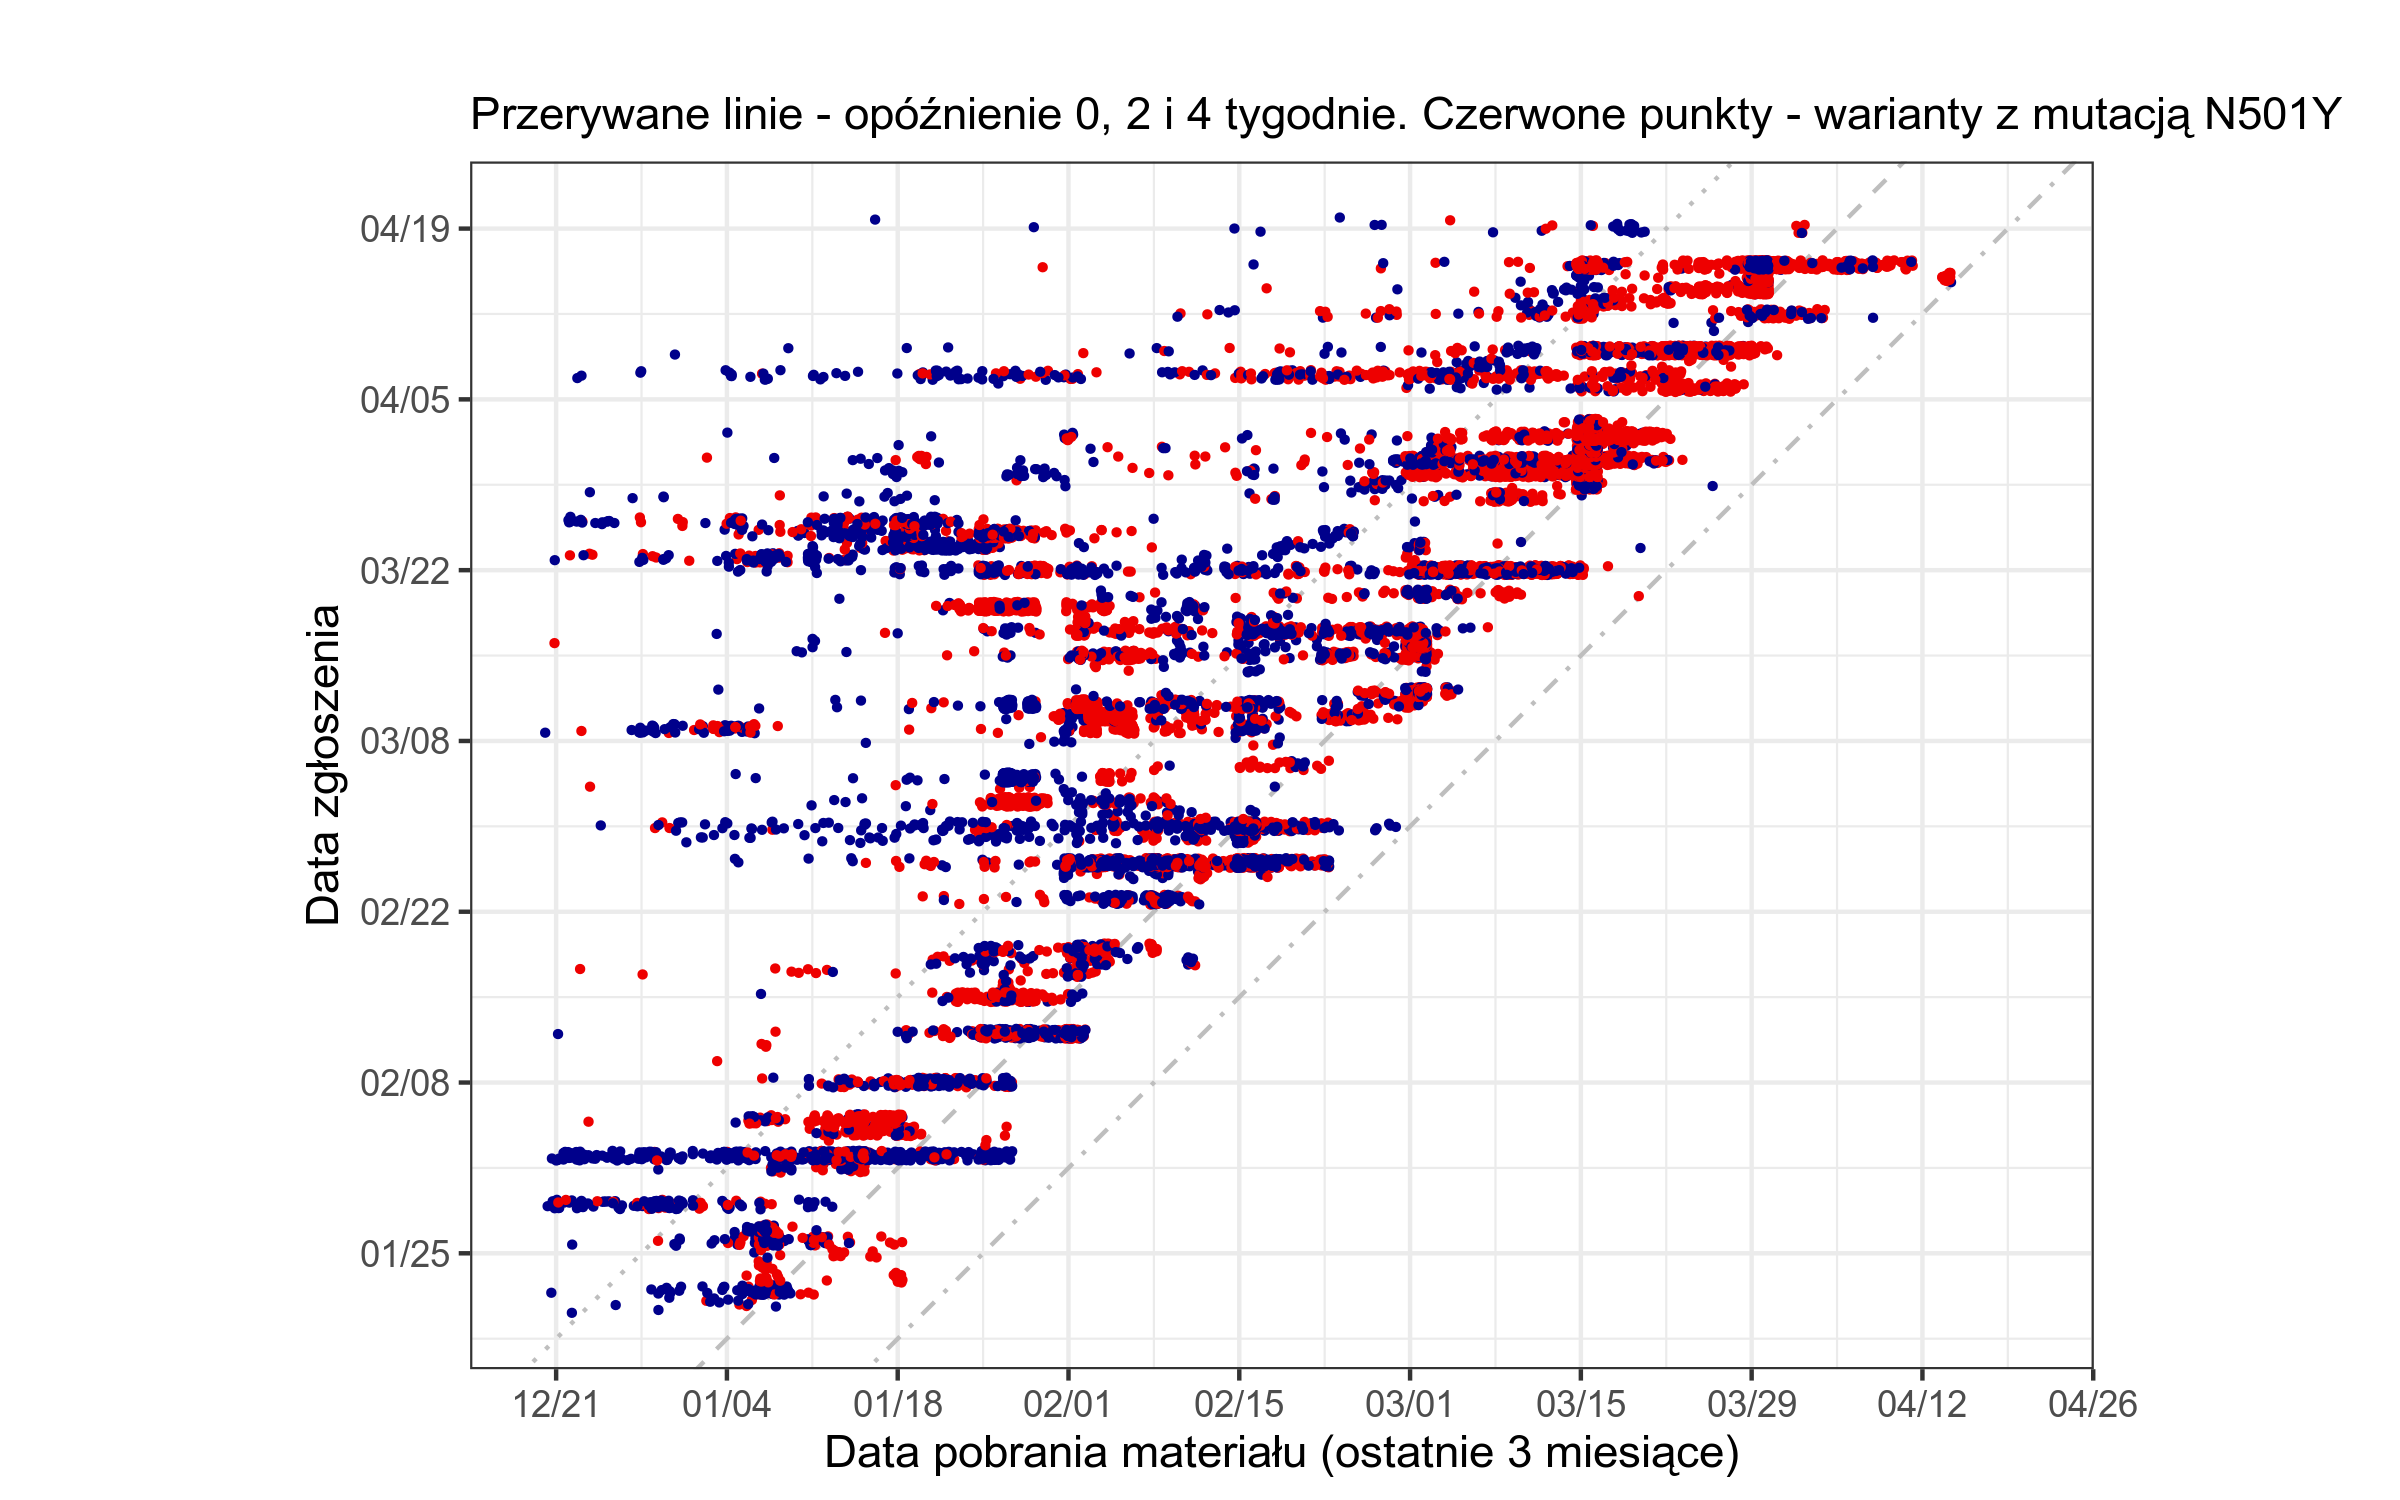 Przerywane linie - opóźnienie 0, 2 i 4 tygodnie. Czerwone punkty - warianty z mutacją N501Y
04/19
04/05
03/22
03/08
02/22
02/08
01/25
Data zgłoszenia
12/21 01/04 01/18 02/01 02/15 03/01 03/15 03/29 04/12 04/26
Data pobrania materiału (ostatnie 3 miesiące)